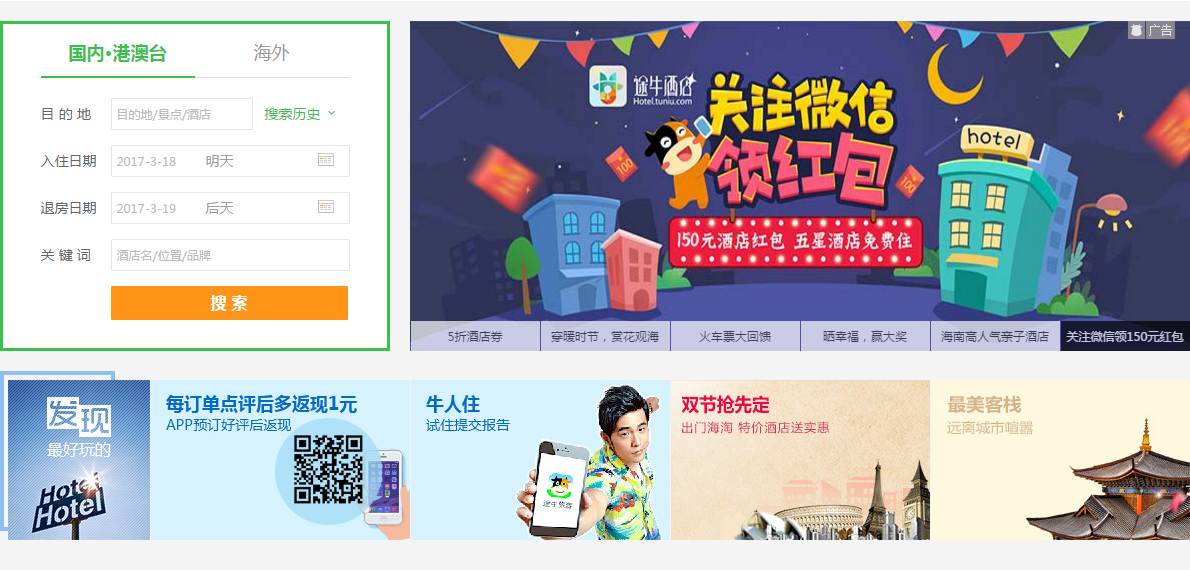 国内·港澳台
海外
目 的 地
目的地/景点/酒店
搜索历史
入住日期
2017-3-18
明天
退房日期
2017-3-19
后天
关 键 词
酒店名/位置/品牌
搜 索
广告
途牛酒店
Hotel.tuniu.com
关注微信
领红包
100
100
hotel
150元酒店红包 五星酒店免费住
5折酒店券
穿暖时节，赏花观海
火车票大回馈
晒幸福，赢大奖
海南高人气亲子酒店
关注微信领150元红包
发现
最好玩的
Hotel
Hotel
每订单点评后多返现1元
APP预订好评后返现
牛人住
试住提交报告
途牛旅游
双节抢先定
出门海淘 特价酒店送实惠
最美客栈
远离城市喧嚣